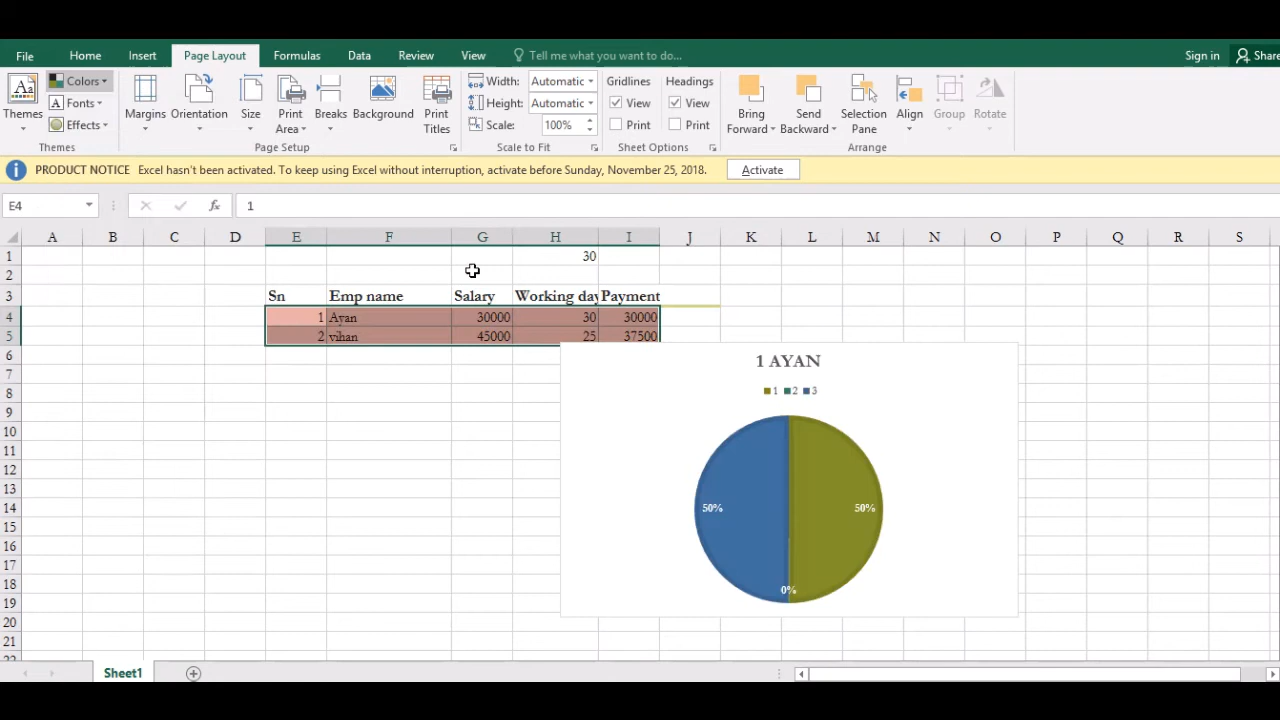 File Home Insert Page Layout Formulas Data Review View Tell me what you want to do... Sign in Share
Colors Width: Automatic Gridlines Headings
Fonts Height: Automatic View View
Themes Effects Margins Orientation Size Print Area Breaks Background Print Titles Scale: 100% Print Print Bring Forward Send Backward Selection Pane Align Group Rotate
Themes Page Setup Scale to Fit Sheet Options Arrange
PRODUCT NOTICE Excel hasn't been activated. To keep using Excel without interruption, activate before Sunday, November 25, 2018. Activate
E4 fx 1
A B C D E F G H I J K L M N O P Q R S
1 30
2
3 Sn Emp name Salary Working day Payment
4 1 Ayan 30000 30 30000
5 2 vihan 45000 25 37500
6
7
8
9
10
11
12
13
14
15
16
17
18
19
20
21
22
1 AYAN
1 2 3
50% 50%
0%
Sheet1